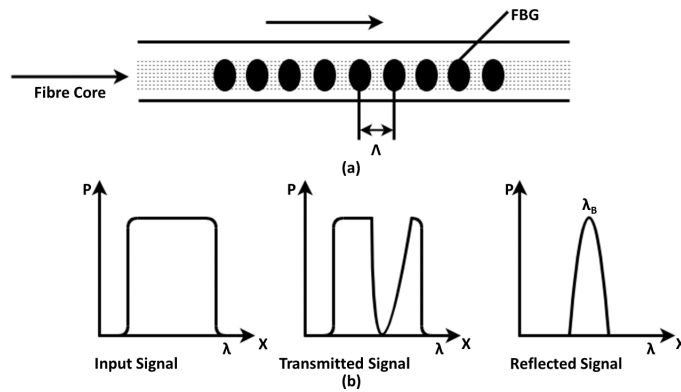 FBG
Fibre Core
Λ
(a)
P
P
P
λB
λ X
λ X
λ X
Input Signal
Transmitted Signal
Reflected Signal
(b)